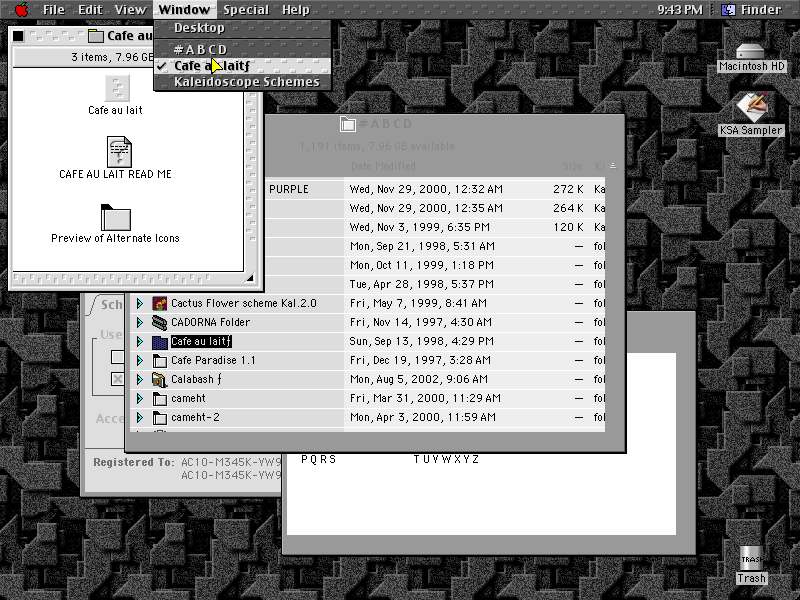 File Edit View Window Special Help 9:43 PM Finder
Desktop
#ABCD
✓ Cafe au laitƒ
Kaleidoscope Schemes
Cafe au
3 items, 7.96 GB
Cafe au lait
CAFE AU LAIT READ ME
Preview of Alternate Icons
Macintosh HD
KSA Sampler
#ABCD
1,191 items, 7.96 GB available
Date Modified Size Ki
PURPLE Wed, Nov 29, 2000, 12:32 AM 272 K Ka
Wed, Nov 29, 2000, 12:35 AM 264 K Ka
Wed, Nov 3, 1999, 6:35 PM 120 K Ka
Mon, Sep 21, 1998, 5:31 AM — fol
Mon, Oct 11, 1999, 1:18 PM — fol
Tue, Apr 28, 1998, 5:37 PM — fol
Cactus Flower scheme Kal.2.0 Fri, May 7, 1999, 8:41 AM — fol
CADORNA Folder Fri, Nov 14, 1997, 4:30 AM — fol
Cafe au laitƒ Sun, Sep 13, 1998, 4:29 PM — fol
Cafe Paradise 1.1 Fri, Dec 19, 1997, 3:28 AM — fol
Calabash ƒ Mon, Aug 5, 2002, 9:06 AM — fol
cameht Fri, Mar 31, 2000, 11:29 AM — fol
cameht-2 Mon, Apr 3, 2000, 11:59 AM — fol
Sch
Use
Acce
Registered To: AC10-M345K-VW9
AC10-M345K-YW9
PQRS TUVWXYZ
TRASH
Trash